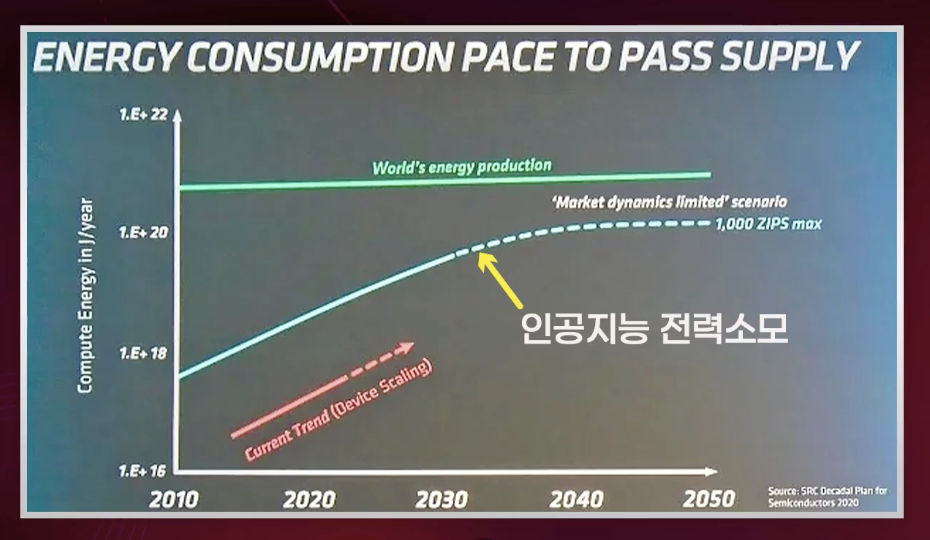 ENERGY CONSUMPTION PACE TO PASS SUPPLY
1.E+ 22
World's energy production
'Market dynamics limited' scenario
1.E+ 20
1,000 ZIPS max
Compute Energy in J/year
인공지능 전력소모
1.E+ 18
Current Trend (Device Scaling)
1.E+ 16
2010 2020 2030 2040 2050
Source: SRC Decadal Plan for
Semiconductors 2020